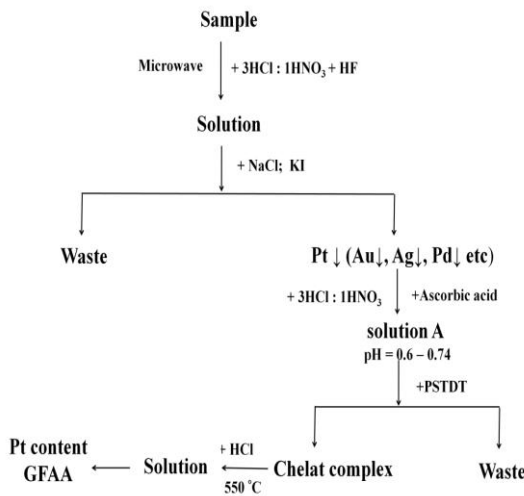 Sample
Microwave + 3HCl : 1HNO₃ + HF
Solution
+ NaCl; KI
Waste Pt ↓ (Au↓, Ag↓, Pd↓ etc)
+ 3HCl : 1HNO₃ +Ascorbic acid
solution A
pH = 0.6 – 0.74
+PSTDT
Pt content
GFAA
Solution
+ HCl
550 °C
Chelat complex
Waste